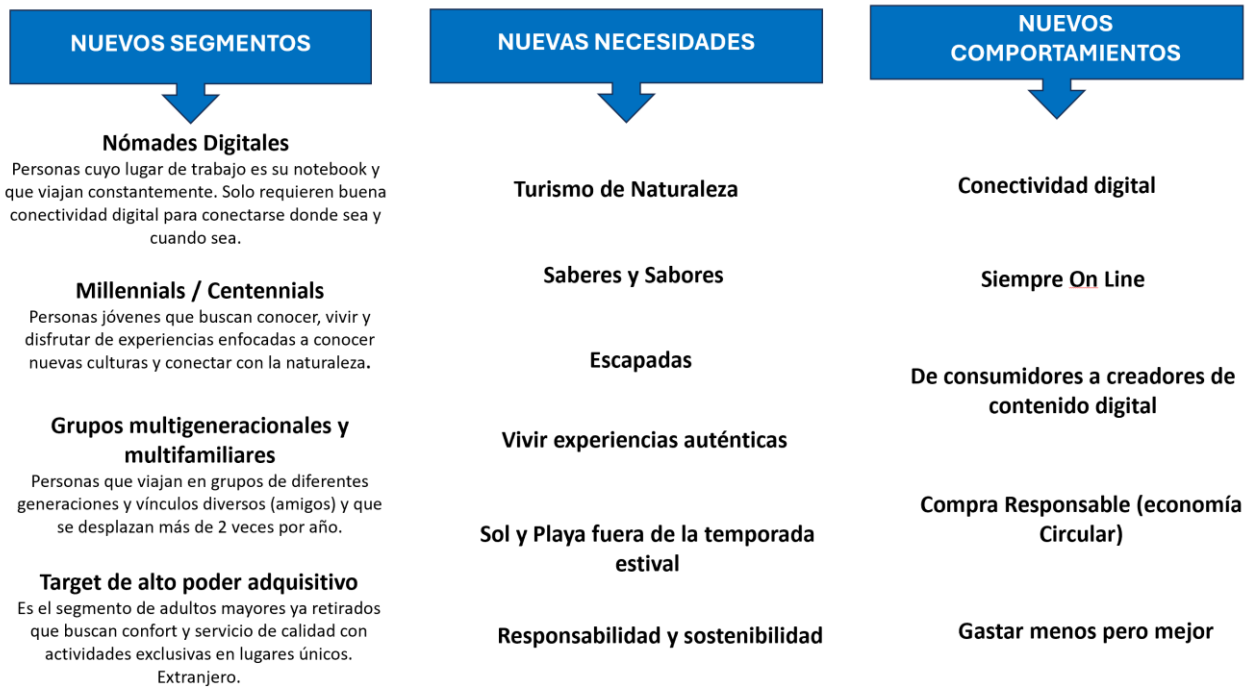 NUEVOS SEGMENTOS
Nómades Digitales
Personas cuyo lugar de trabajo es su notebook y
que viajan constantemente. Solo requieren buena
conectividad digital para conectarse donde sea y
cuando sea.
Millennials / Centennials
Personas jóvenes que buscan conocer, vivir y
disfrutar de experiencias enfocadas a conocer
nuevas culturas y conectar con la naturaleza.
Grupos multigeneracionales y
multifamiliares
Personas que viajan en grupos de diferentes
generaciones y vínculos diversos (amigos) y que
se desplazan más de 2 veces por año.
Target de alto poder adquisitivo
Es el segmento de adultos mayores ya retirados
que buscan confort y servicio de calidad con
actividades exclusivas en lugares únicos.
Extranjero.
NUEVAS NECESIDADES
Turismo de Naturaleza
Saberes y Sabores
Escapadas
Vivir experiencias auténticas
Sol y Playa fuera de la temporada
estival
Responsabilidad y sostenibilidad
NUEVOS
COMPORTAMIENTOS
Conectividad digital
Siempre On Line
De consumidores a creadores de
contenido digital
Compra Responsable (economía
Circular)
Gastar menos pero mejor